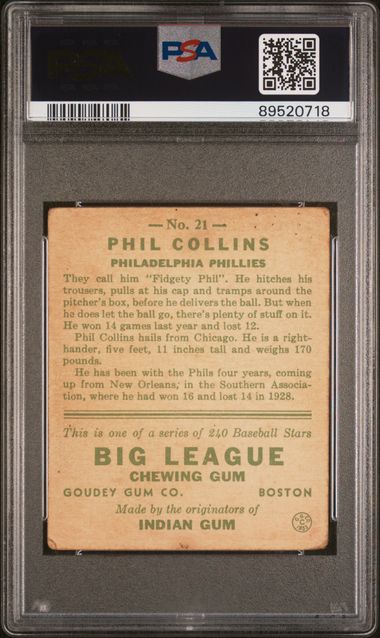 PSA
PSA
89520718
— No. 21 —
PHIL COLLINS
PHILADELPHIA PHILLIES
They call him "Fidgety Phil". He hitches his
trousers, pulls at his cap and tramps around the
pitcher's box, before he delivers the ball. But when
he does let the ball go, there's plenty of stuff on it.
He won 14 games last year and lost 12.
Phil Collins hails from Chicago. He is a right-
hander, five feet, 11 inches tall and weighs 170
pounds.
He has been with the Phils four years, coming
up from New Orleans, in the Southern Associa-
tion, where he had won 16 and lost 14 in 1928.
This is one of a series of 240 Baseball Stars
BIG LEAGUE
CHEWING GUM
GOUDEY GUM CO. BOSTON
Made by the originators of
INDIAN GUM